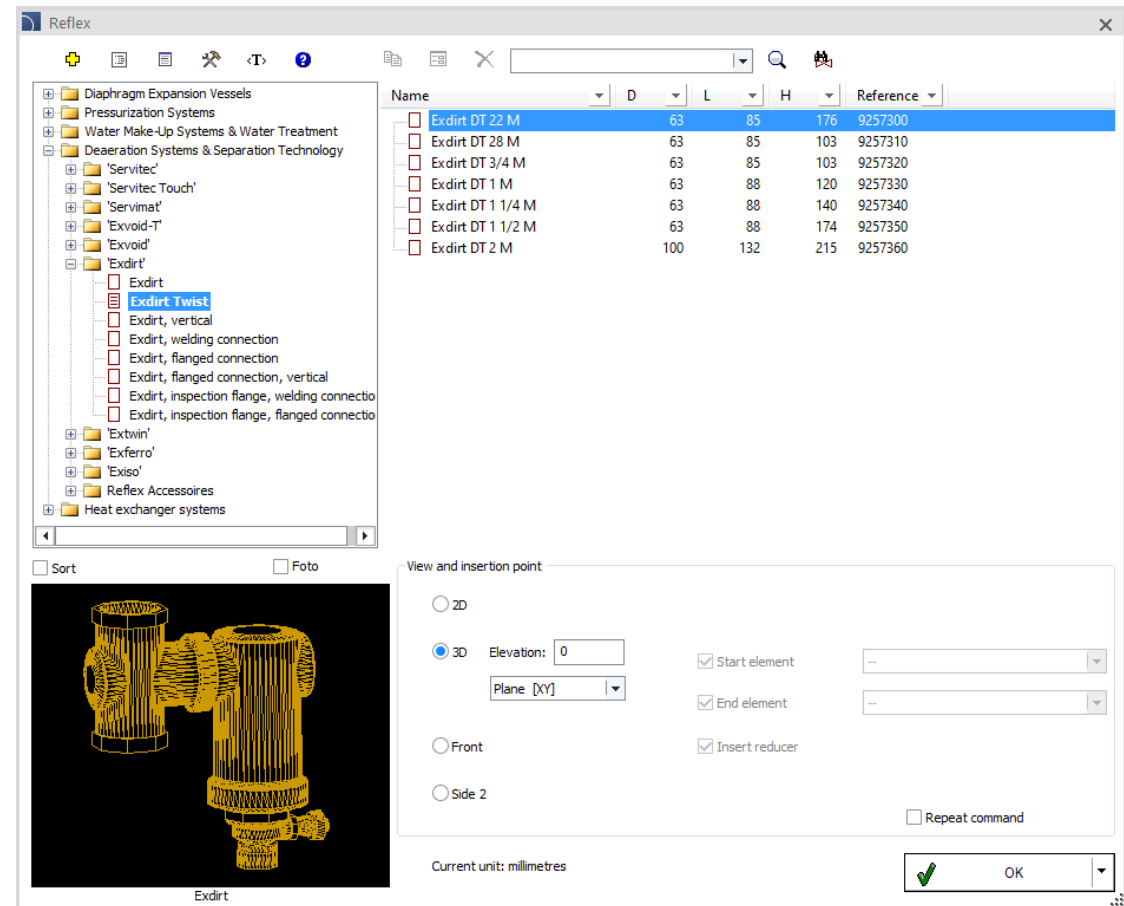 Reflex
<T>
Diaphragm Expansion Vessels
Pressurization Systems
Water Make-Up Systems & Water Treatment
Deaeration Systems & Separation Technology
'Servitec'
'Servitec Touch'
'Servimat'
'Exvoid-T'
'Exvoid'
'Exdirt'
Exdirt
Exdirt Twist
Exdirt, vertical
Exdirt, welding connection
Exdirt, flanged connection
Exdirt, flanged connection, vertical
Exdirt, inspection flange, welding connectio
Exdirt, inspection flange, flanged connectio
'Extwin'
'Exferro'
'Exiso'
Reflex Accessoires
Heat exchanger systems
Name D L H Reference
Exdirt DT 22 M 63 85 176 9257300
Exdirt DT 28 M 63 85 103 9257310
Exdirt DT 3/4 M 63 85 103 9257320
Exdirt DT 1 M 63 88 120 9257330
Exdirt DT 1 1/4 M 63 88 140 9257340
Exdirt DT 1 1/2 M 63 88 174 9257350
Exdirt DT 2 M 100 132 215 9257360
Sort Foto
Exdirt
View and insertion point
2D
3D Elevation: 0
Plane [XY]
Front
Side 2
Start element --
End element --
Insert reducer
Repeat command
Current unit: millimetres
OK